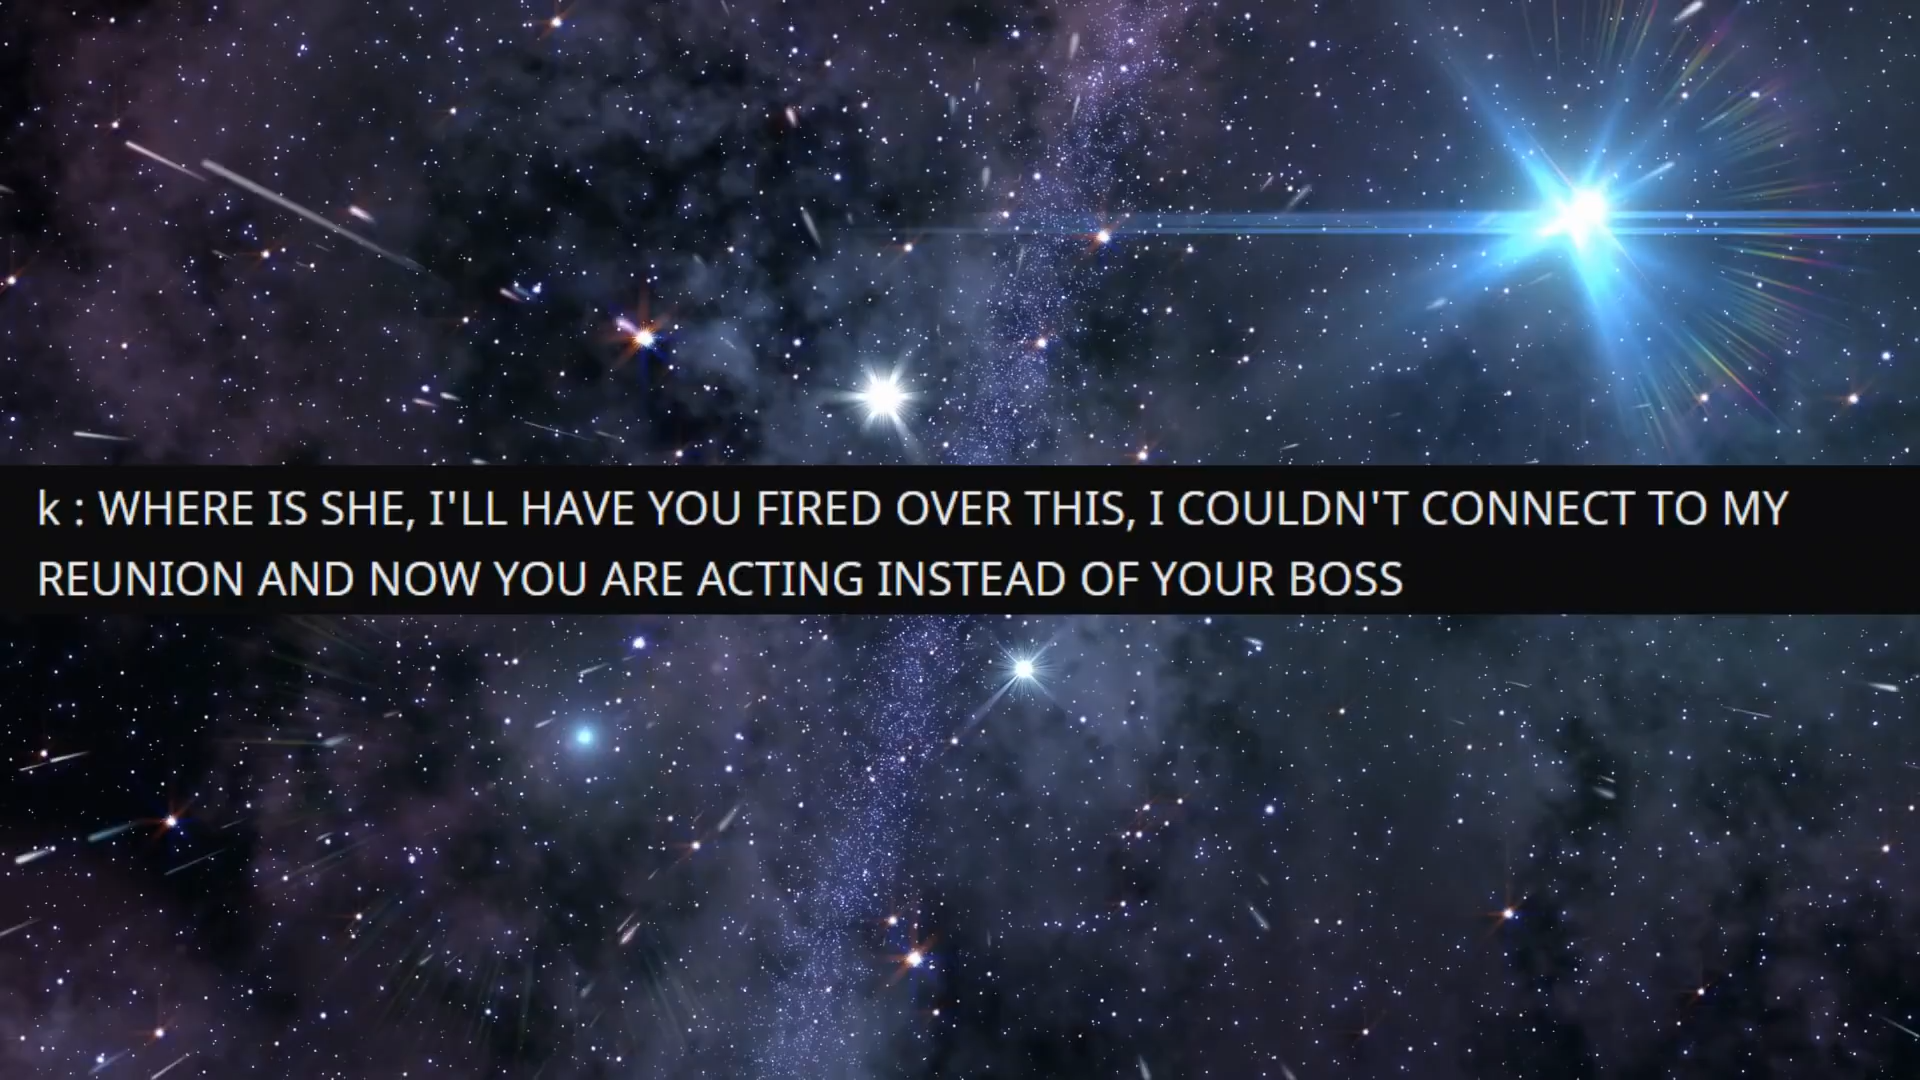 k : WHERE IS SHE, I'LL HAVE YOU FIRED OVER THIS, I COULDN'T CONNECT TO MY
REUNION AND NOW YOU ARE ACTING INSTEAD OF YOUR BOSS